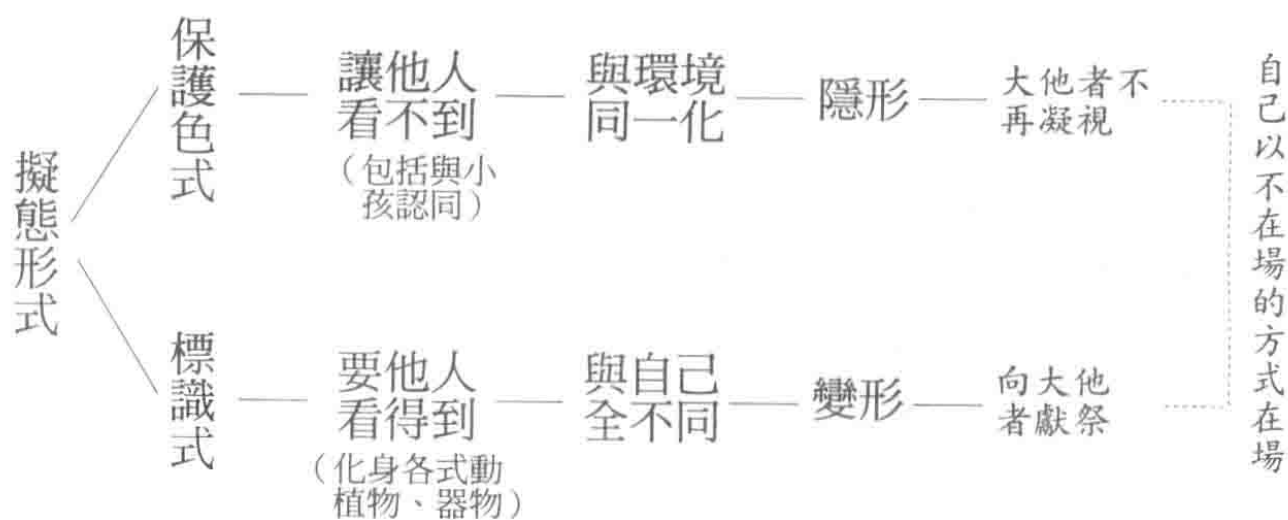 擬態形式
保護色式
讓他人
看不到
（包括與小
孩認同）
與環境
同一化
隱形
大他者不
再凝視
標識式
要他人
看得到
（化身各式動
植物、器物）
與自己
全不同
變形
向大他
者獻祭
自己以不在場的方式在場